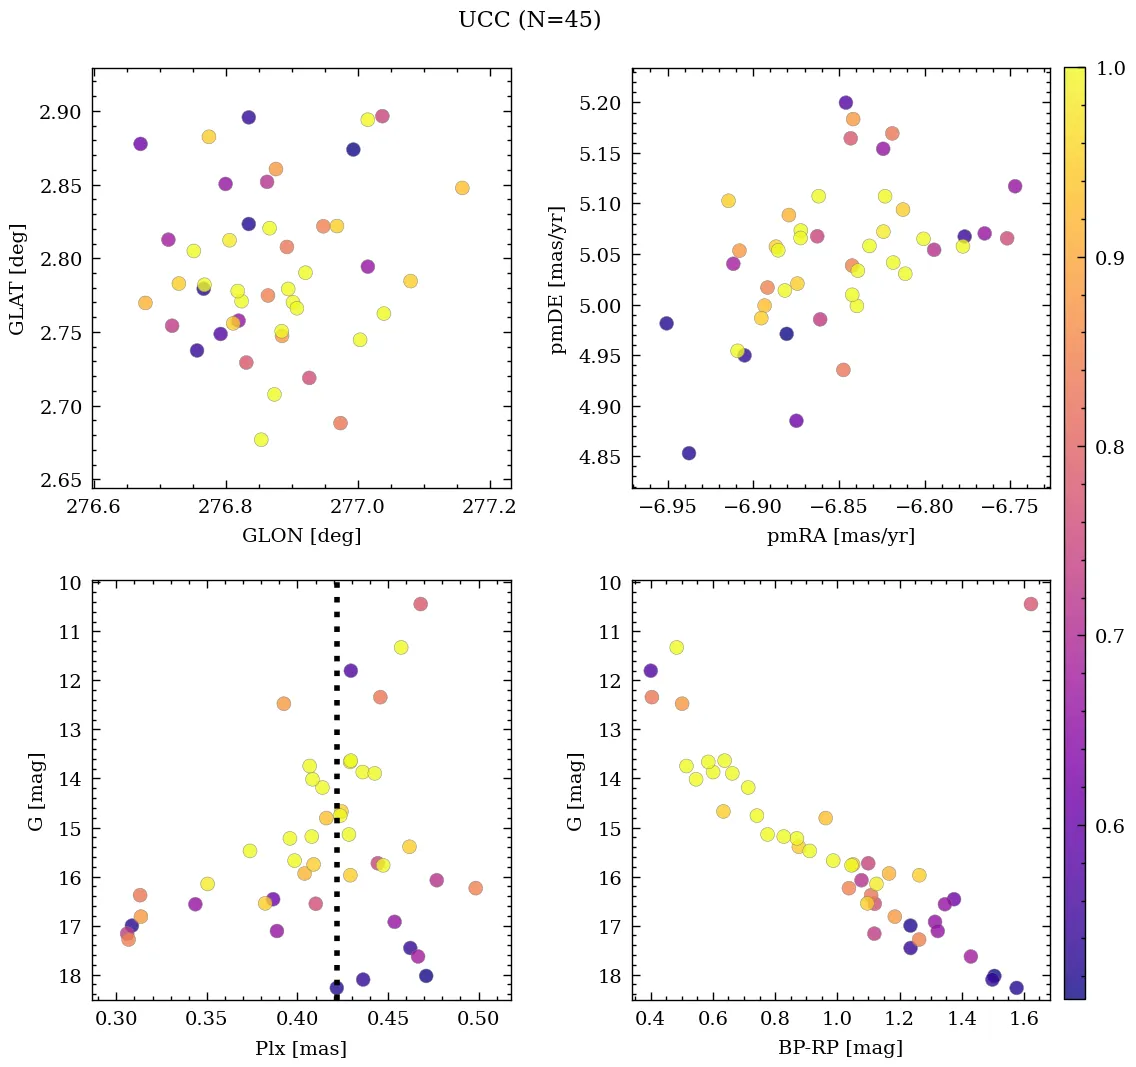 UCC (N=45)
2.90
2.85
2.80
2.75
2.70
2.65
GLAT [deg]
276.6 276.8 277.0 277.2
GLON [deg]
5.20
5.15
5.10
5.05
5.00
4.95
4.90
4.85
pmDE [mas/yr]
−6.95 −6.90 −6.85 −6.80 −6.75
pmRA [mas/yr]
1.0
0.9
0.8
0.7
0.6
10
11
12
13
14
15
16
17
18
G [mag]
0.30 0.35 0.40 0.45 0.50
Plx [mas]
10
11
12
13
14
15
16
17
18
G [mag]
0.4 0.6 0.8 1.0 1.2 1.4 1.6
BP-RP [mag]